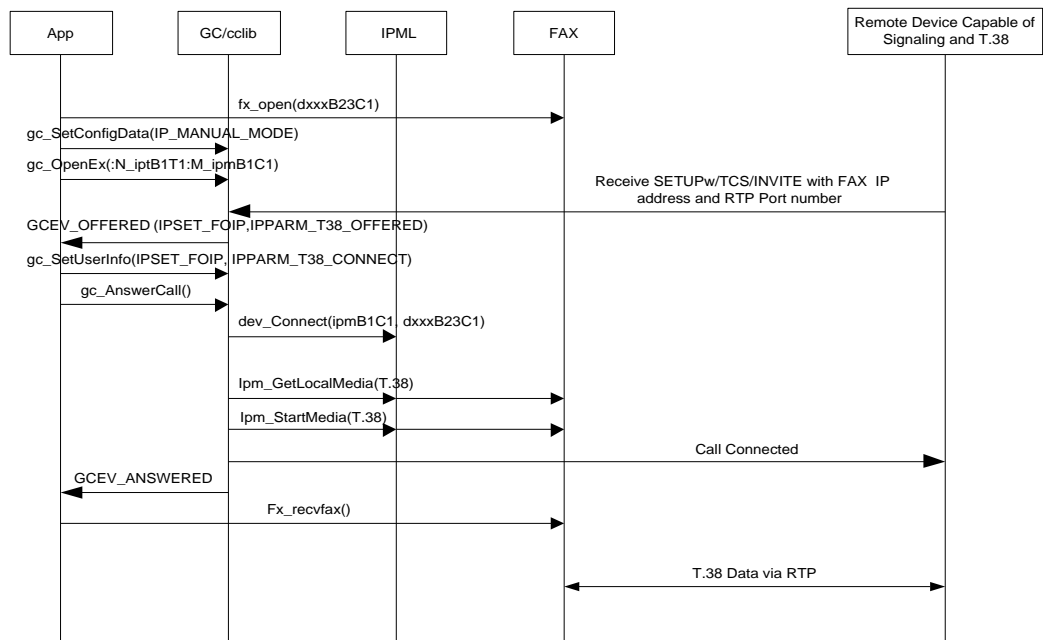 App
GC/cclib
IPML
FAX
Remote Device Capable of
Signaling and T.38
fx_open(dxxxB23C1)
gc_SetConfigData(IP_MANUAL_MODE)
gc_OpenEx(:N_iptB1T1:M_ipmB1C1)
Receive SETUPw/TCS/INVITE with FAX IP
address and RTP Port number
GCEV_OFFERED (IPSET_FOIP,IPPARM_T38_OFFERED)
gc_SetUserInfo(IPSET_FOIP, IPPARM_T38_CONNECT)
gc_AnswerCall()
dev_Connect(ipmB1C1, dxxxB23C1)
Ipm_GetLocalMedia(T.38)
Ipm_StartMedia(T.38)
Call Connected
GCEV_ANSWERED
Fx_recvfax()
T.38 Data via RTP